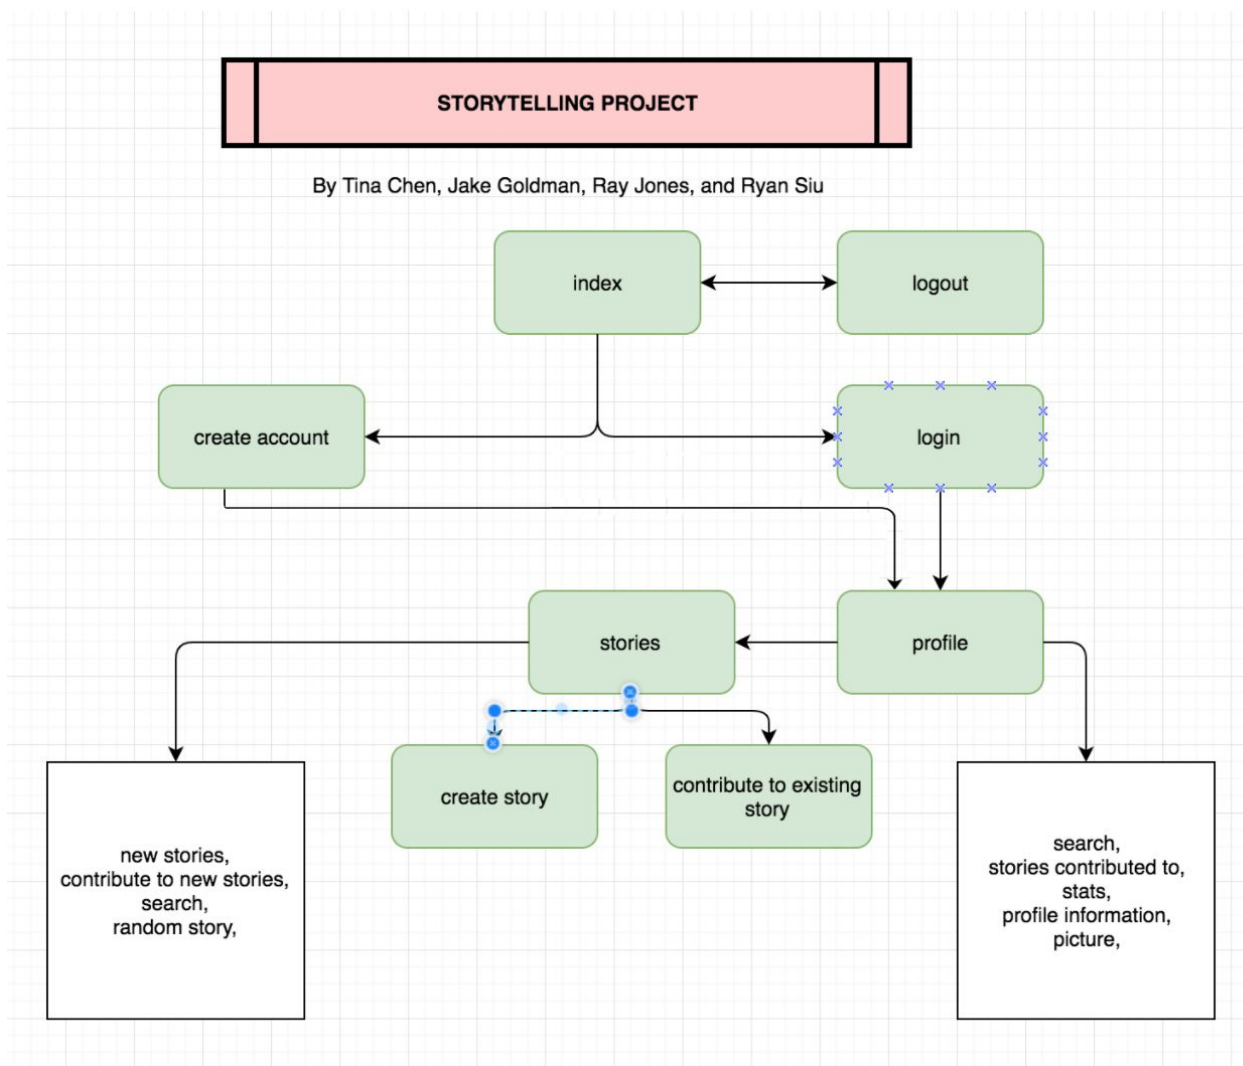 STORYTELLING PROJECT
By Tina Chen, Jake Goldman, Ray Jones, and Ryan Siu
index
logout
create account
login
stories
profile
create story
contribute to existing
story
new stories,
contribute to new stories,
search,
random story,
search,
stories contributed to,
stats,
profile information,
picture,